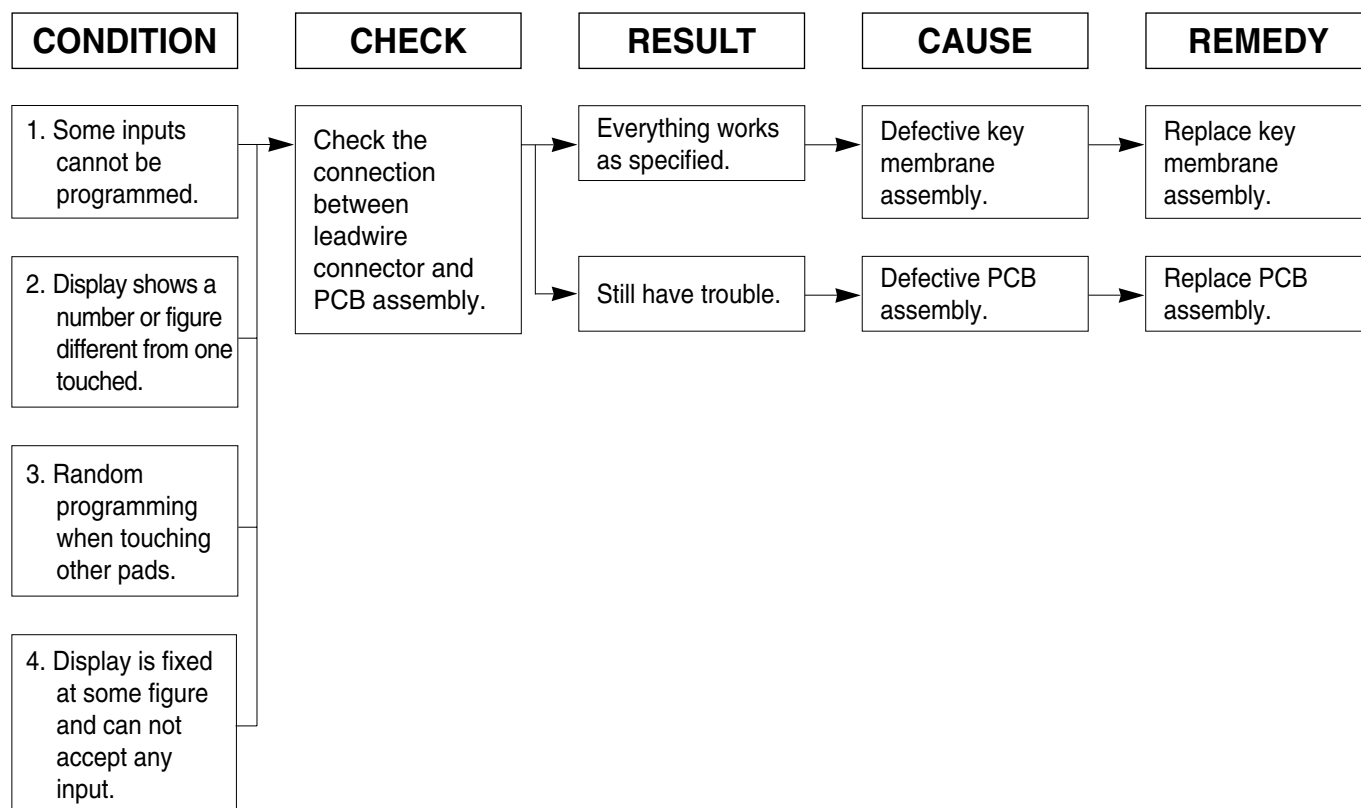 CONDITION
CHECK
RESULT
CAUSE
REMEDY
1. Some inputs
cannot be
programmed.
2. Display shows a
number or figure
different from one
touched.
3. Random
programming
when touching
other pads.
4. Display is fixed
at some figure
and can not
accept any
input.
Check the
connection
between
leadwire
connector and
PCB assembly.
Everything works
as specified.
Defective key
membrane
assembly.
Replace key
membrane
assembly.
Still have trouble.
Defective PCB
assembly.
Replace PCB
assembly.